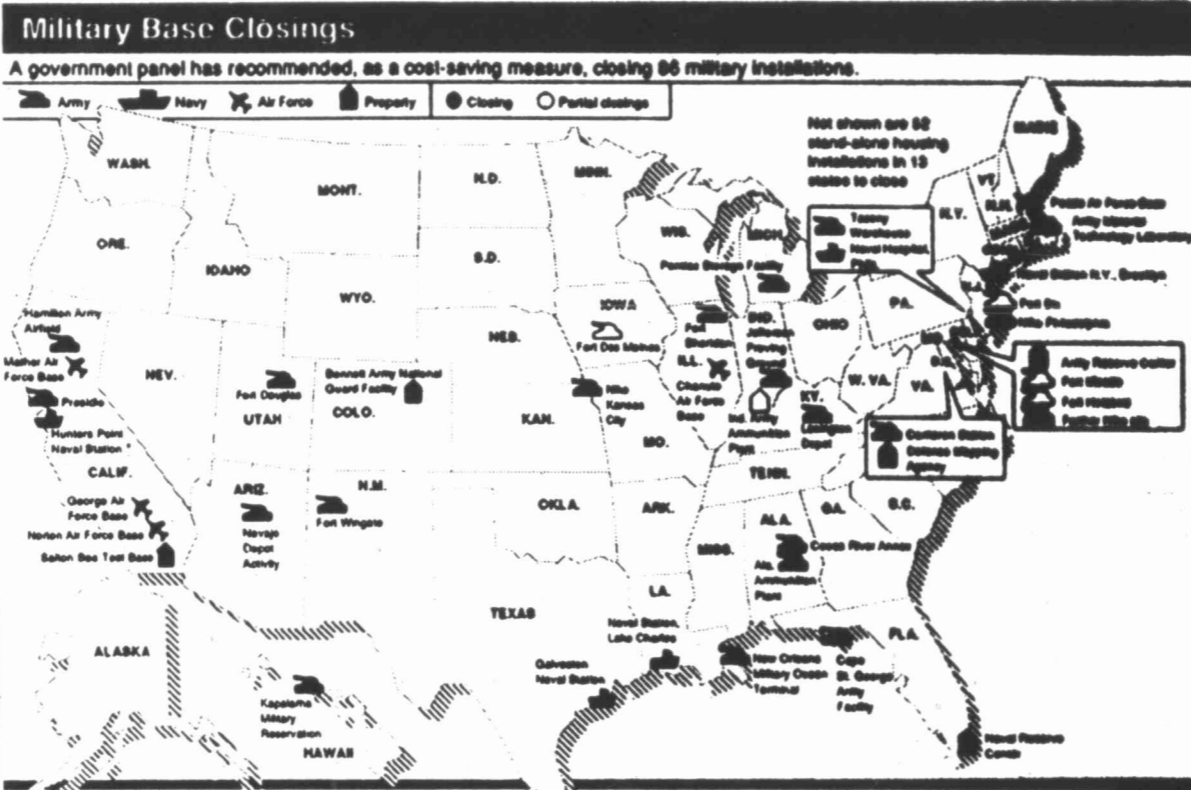 Military Base Closings
A government panel has recommended, as a cost-saving measure, closing 86 military installations.
Army
Navy
Air Force
Property
Closing
Partial closings
Not shown are 52
stand-alone housing
installations in 13
states to close
WASH.
MONT.
N.D.
MINN.
MAINE
VT.
N.H.
N.Y.
ORE.
IDAHO
S.D.
WIS.
MICH.
WYO.
IOWA
NEB.
PA.
OHIO
IND.
ILL.
N.J.
NEV.
UTAH
COLO.
KAN.
MO.
KY.
W. VA.
VA.
CALIF.
ARIZ.
N.M.
OKLA.
ARK.
TENN.
MISS.
ALA.
GA.
S.C.
TEXAS
LA.
FLA.
ALASKA
HAWAII
Tacony
Warehouse
Naval Hospital,
Phila.
Pease Air Force Base
Army Material
Technology Laboratory
Naval Station N.Y., Brooklyn
Fort Dix
Nike Philadelphia
Pontiac Storage Facility
Hamilton Army
Airfield
Mather Air
Force Base
Presidio
Hunters Point
Naval Station
Fort Douglas
Bennett Army National
Guard Facility
Fort Des Moines
Fort
Sheridan
Jefferson
Proving
Ground
Chanute
Air Force
Base
Nike
Kansas
City
Ind. Army
Ammunition
Plant
Lexington
Depot
Army Reserve Center
Fort Meade
Fort Holabird
Cameron Station
Defense Mapping
Agency
George Air
Force Base
Norton Air Force Base
Salton Sea Test Base
Navajo
Depot
Activity
Fort Wingate
Coosa River Annex
Ala.
Ammunition
Plant
Naval Station,
Lake Charles
Galveston
Naval Station
New Orleans
Military Ocean
Terminal
Cape
St. George
Army
Facility
Naval Reserve
Center
Kapalama
Military
Reservation